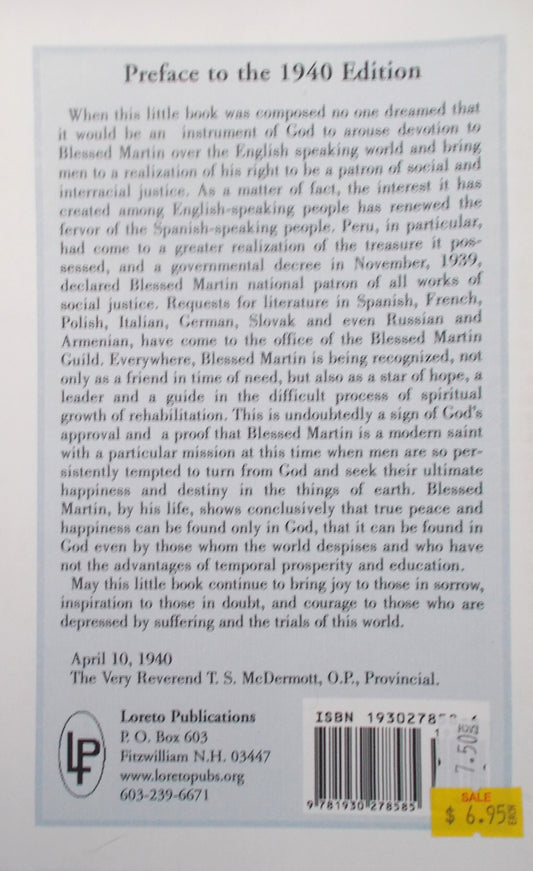 Preface to the 1940 Edition
When this little book was composed no one dreamed that
it would be an instrument of God to arouse devotion to
Blessed Martin over the English speaking world and bring
men to a realization of his right to be a patron of social and
interracial justice. As a matter of fact, the interest it has
created among English-speaking people has renewed the
fervor of the Spanish-speaking people. Peru, in particular,
had come to a greater realization of the treasure it pos-
sessed, and a governmental decree in November, 1939,
declared Blessed Martin national patron of all works of
social justice. Requests for literature in Spanish, French,
Polish, Italian, German, Slovak and even Russian and
Armenian, have come to the office of the Blessed Martin
Guild. Everywhere, Blessed Martin is being recognized, not
only as a friend in time of need, but also as a star of hope, a
leader and a guide in the difficult process of spiritual
growth of rehabilitation. This is undoubtedly a sign of God's
approval and a proof that Blessed Martin is a modern saint
with a particular mission at this time when men are so per-
sistently tempted to turn from God and seek their ultimate
happiness and destiny in the things of earth. Blessed
Martin, by his life, shows conclusively that true peace and
happiness can be found only in God, that it can be found in
God even by those whom the world despises and who have
not the advantages of temporal prosperity and education.
May this little book continue to bring joy to those in sorrow,
inspiration to those in doubt, and courage to those who are
depressed by suffering and the trials of this world.
April 10, 1940
The Very Reverend T. S. McDermott, O.P., Provincial.
LP
Loreto Publications
P. O. Box 603
Fitzwilliam N.H. 03447
www.loretopubs.org
603-239-6671
ISBN 19302785
9 781930 278585
7.50
SALE
$ 6.95 EACH